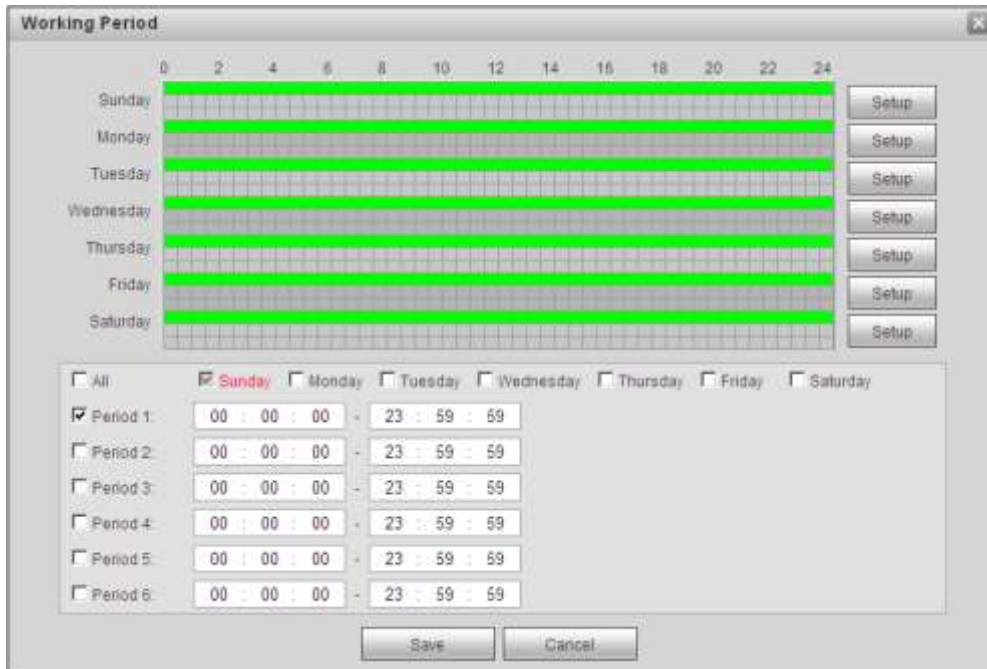 Working Period
0 2 4 6 8 10 12 14 16 18 20 22 24
Sunday Setup
Monday Setup
Tuesday Setup
Wednesday Setup
Thursday Setup
Friday Setup
Saturday Setup
All Sunday Monday Tuesday Wednesday Thursday Friday Saturday
Period 1: 00 : 00 : 00 - 23 : 59 : 59
Period 2: 00 : 00 : 00 - 23 : 59 : 59
Period 3: 00 : 00 : 00 - 23 : 59 : 59
Period 4: 00 : 00 : 00 - 23 : 59 : 59
Period 5: 00 : 00 : 00 - 23 : 59 : 59
Period 6: 00 : 00 : 00 - 23 : 59 : 59
Save Cancel